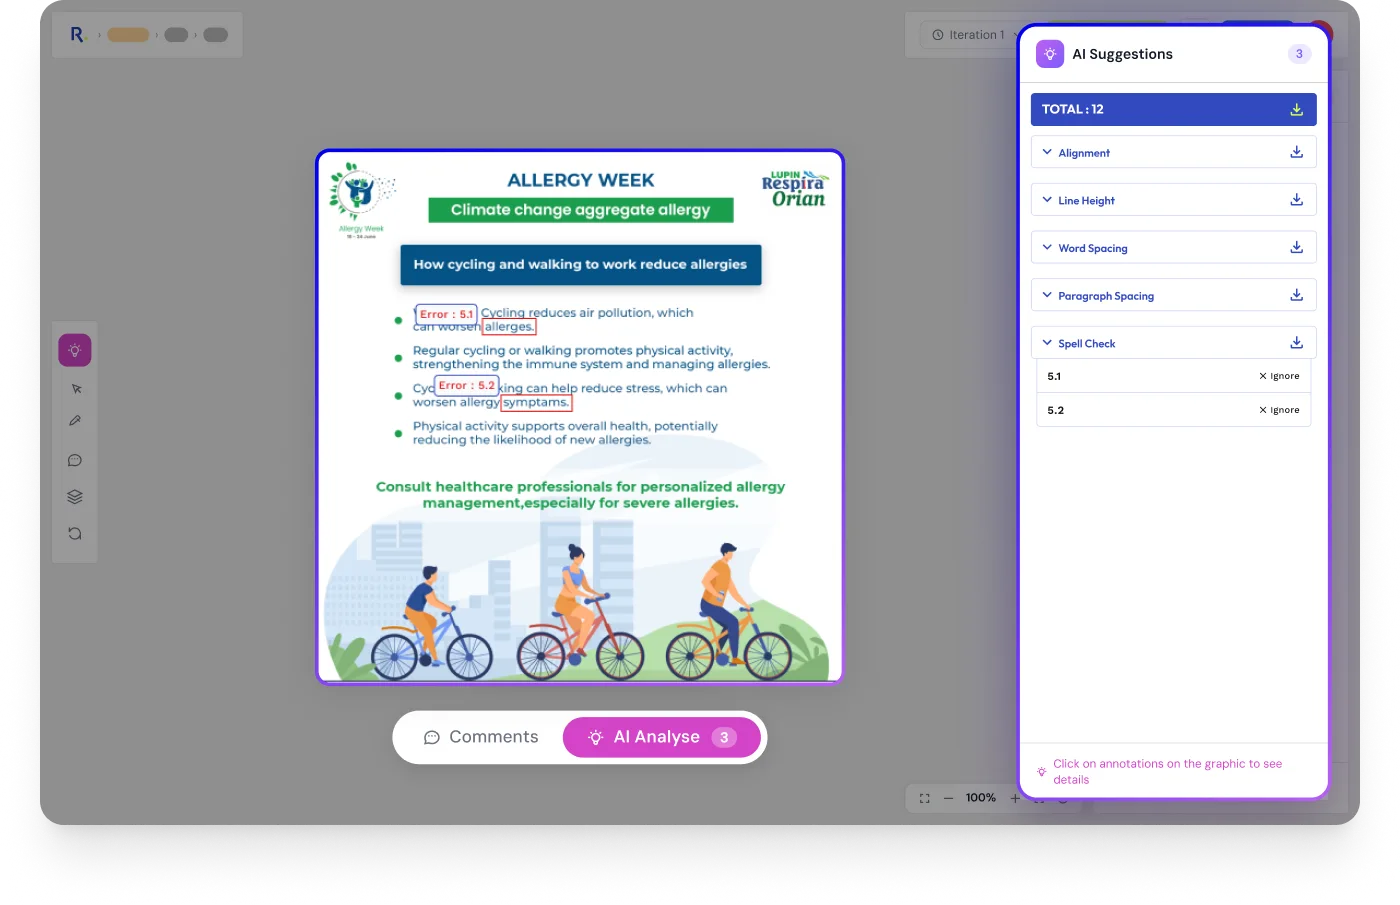 R.
Iteration 1
AI Suggestions
3
TOTAL : 12
Alignment
Line Height
Word Spacing
Paragraph Spacing
Spell Check
5.1
Ignore
5.2
Ignore
Click on annotations on the graphic to see
details
Allergy Week
ALLERGY WEEK
Climate change aggregate allergy
LUPIN
Respira
Orian
How cycling and walking to work reduce allergies
Error : 5.1 Cycling reduces air pollution, which
can worsen allerges.
Regular cycling or walking promotes physical activity,
strengthening the immune system and managing allergies.
Error : 5.2 can help reduce stress, which can
worsen allergy symptams.
Physical activity supports overall health, potentially
reducing the likelihood of new allergies.
Consult healthcare professionals for personalized allergy
management,especially for severe allergies.
Comments
AI Analyse 3
100%